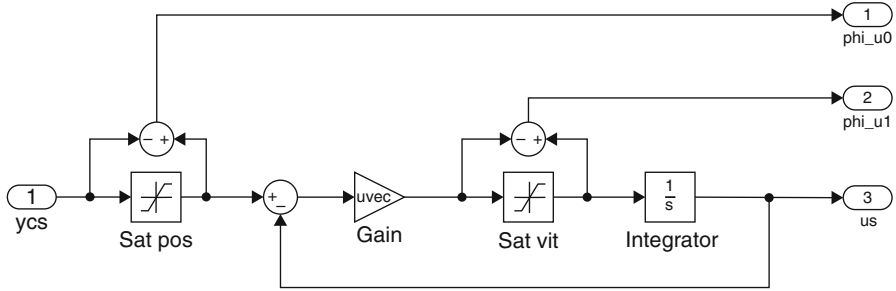 1
phi_u0
2
phi_u1
- +
- +
1
ycs
Sat pos
+
-
uvec
Gain
Sat vit
1
s
Integrator
3
us